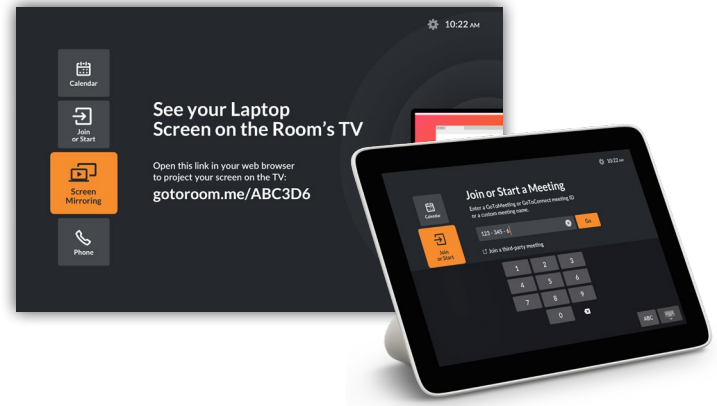 10:22 AM
Calendar
Join
or Start
Screen
Mirroring
Phone
See your Laptop
Screen on the Room's TV
Open this link in your web browser
to project your screen on the TV:
gotoroom.me/ABC3D6
10:22 AM
Calendar
Join
or Start
Join or Start a Meeting
Enter a GoToMeeting or GoToConnect meeting ID
or a custom meeting name.
123 - 345 - 6
Go
Join a third-party meeting
1 2 3
4 5 6
7 8 9
0
ABC